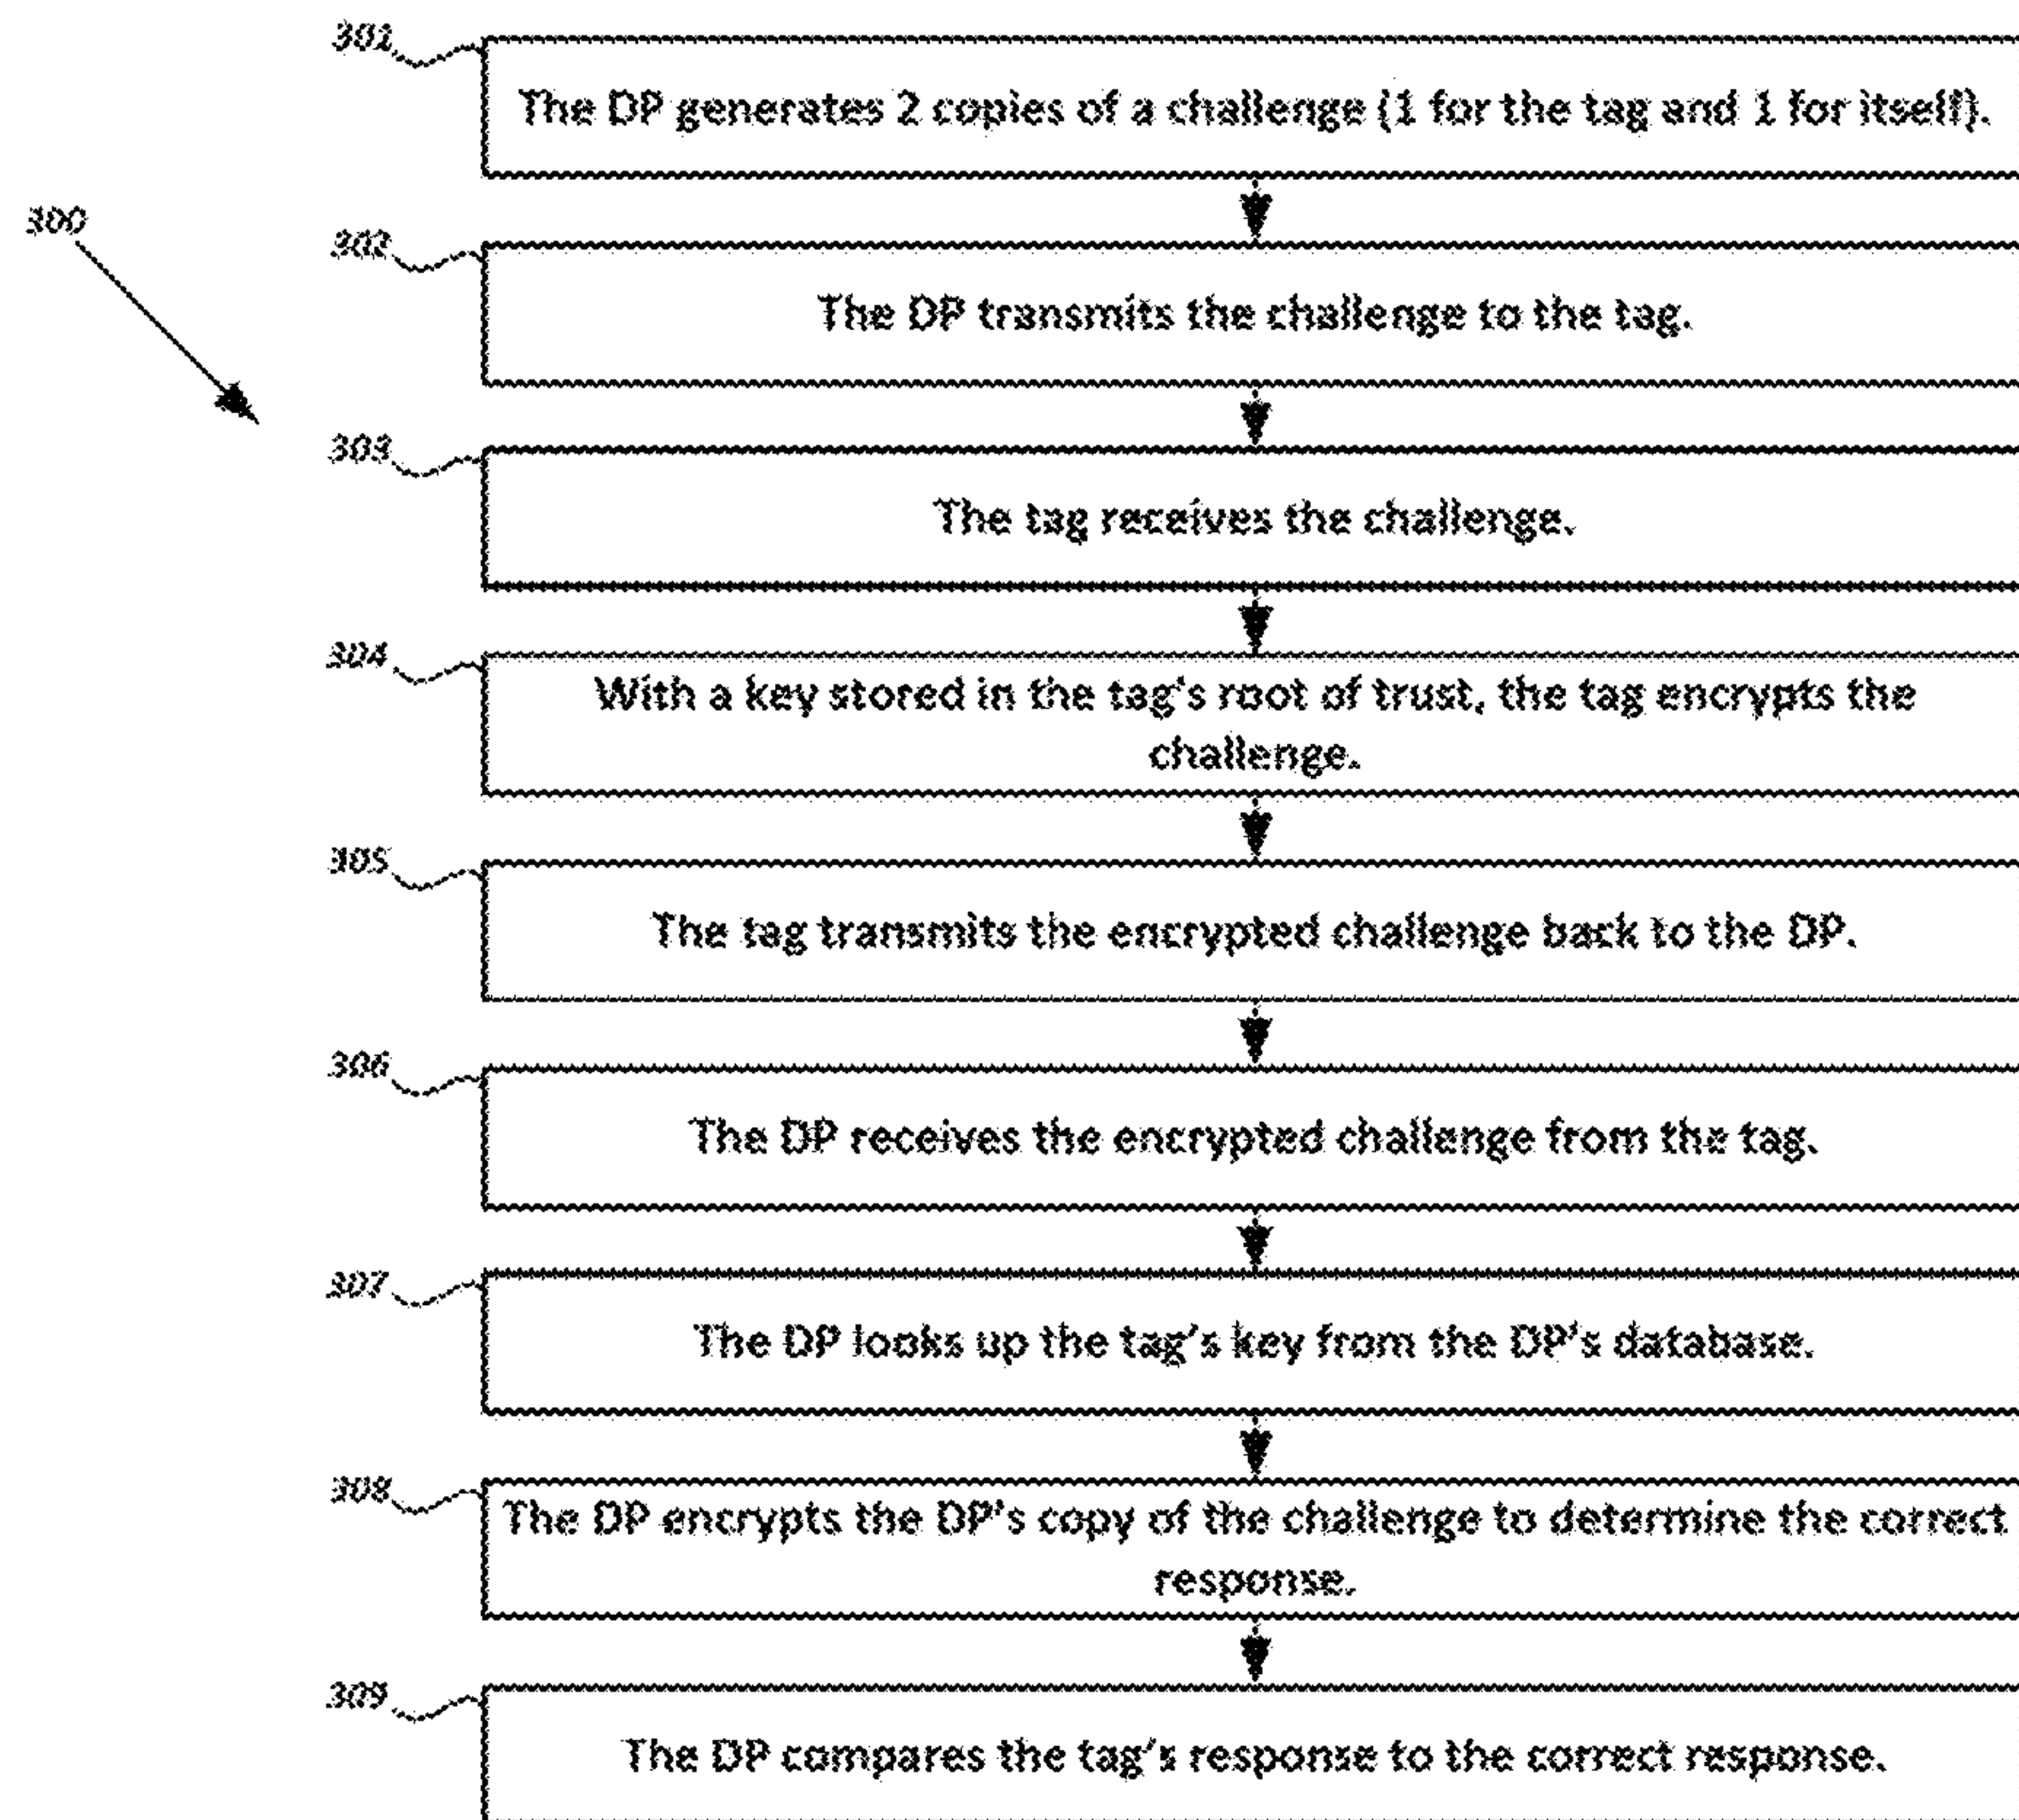 301
The DP generates 2 copies of a challenge (1 for the tag and 1 for itself).
300
302
The DP transmits the challenge to the tag.
303
The tag receives the challenge.
304
With a key stored in the tag's root of trust, the tag encrypts the
challenge.
305
The tag transmits the encrypted challenge back to the DP.
306
The DP receives the encrypted challenge from the tag.
307
The DP looks up the tag's key from the DP's database.
308
The DP encrypts the DP's copy of the challenge to determine the correct
response.
309
The DP compares the tag's response to the correct response.